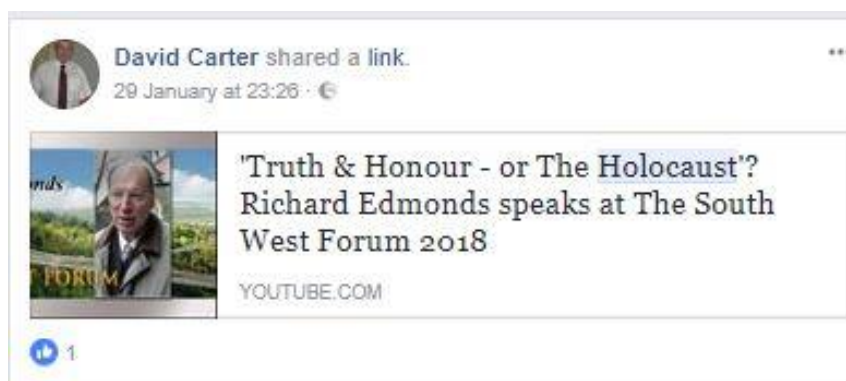 David Carter shared a link.
29 January at 23:26 ·
'Truth & Honour - or The Holocaust'?
Richard Edmonds speaks at The South
West Forum 2018
YOUTUBE.COM
FORUM
1